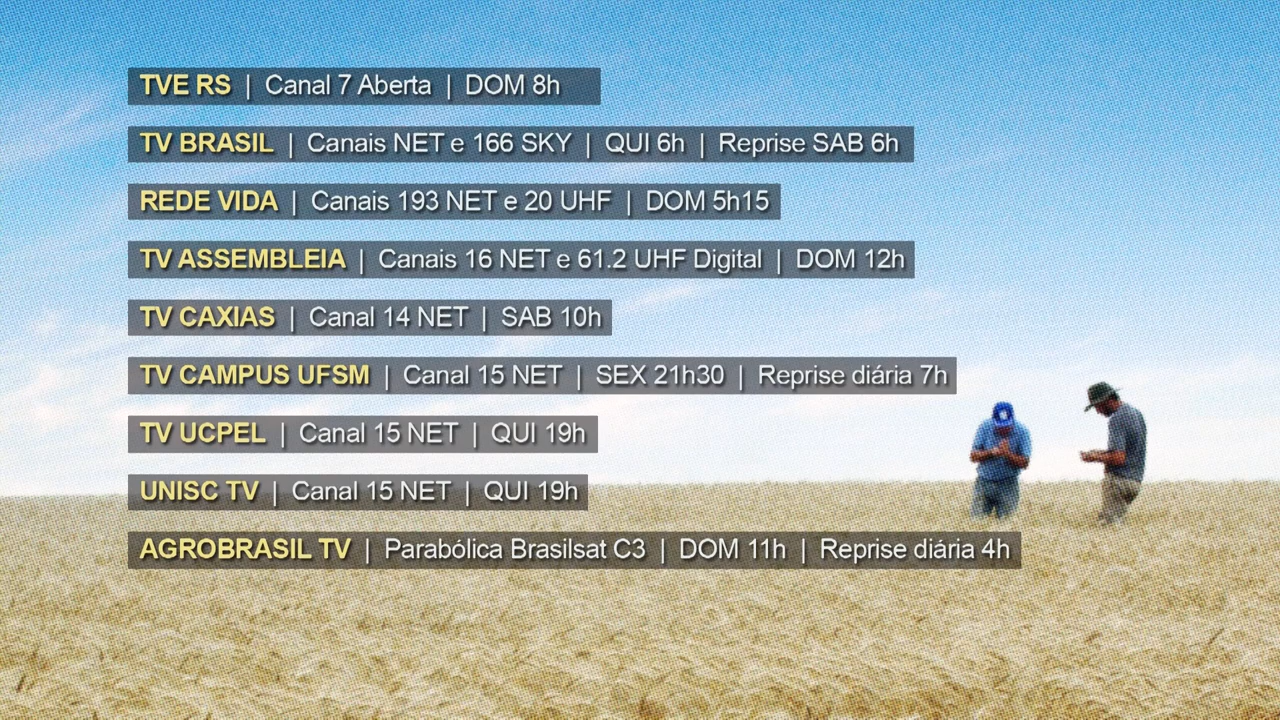 TVE RS | Canal 7 Aberta | DOM 8h
TV BRASIL | Canais NET e 166 SKY | QUI 6h | Reprise SAB 6h
REDE VIDA | Canais 193 NET e 20 UHF | DOM 5h15
TV ASSEMBLEIA | Canais 16 NET e 61.2 UHF Digital | DOM 12h
TV CAXIAS | Canal 14 NET | SAB 10h
TV CAMPUS UFSM | Canal 15 NET | SEX 21h30 | Reprise diária 7h
TV UCPEL | Canal 15 NET | QUI 19h
UNISC TV | Canal 15 NET | QUI 19h
AGROBRASIL TV | Parabólica Brasilsat C3 | DOM 11h | Reprise diária 4h